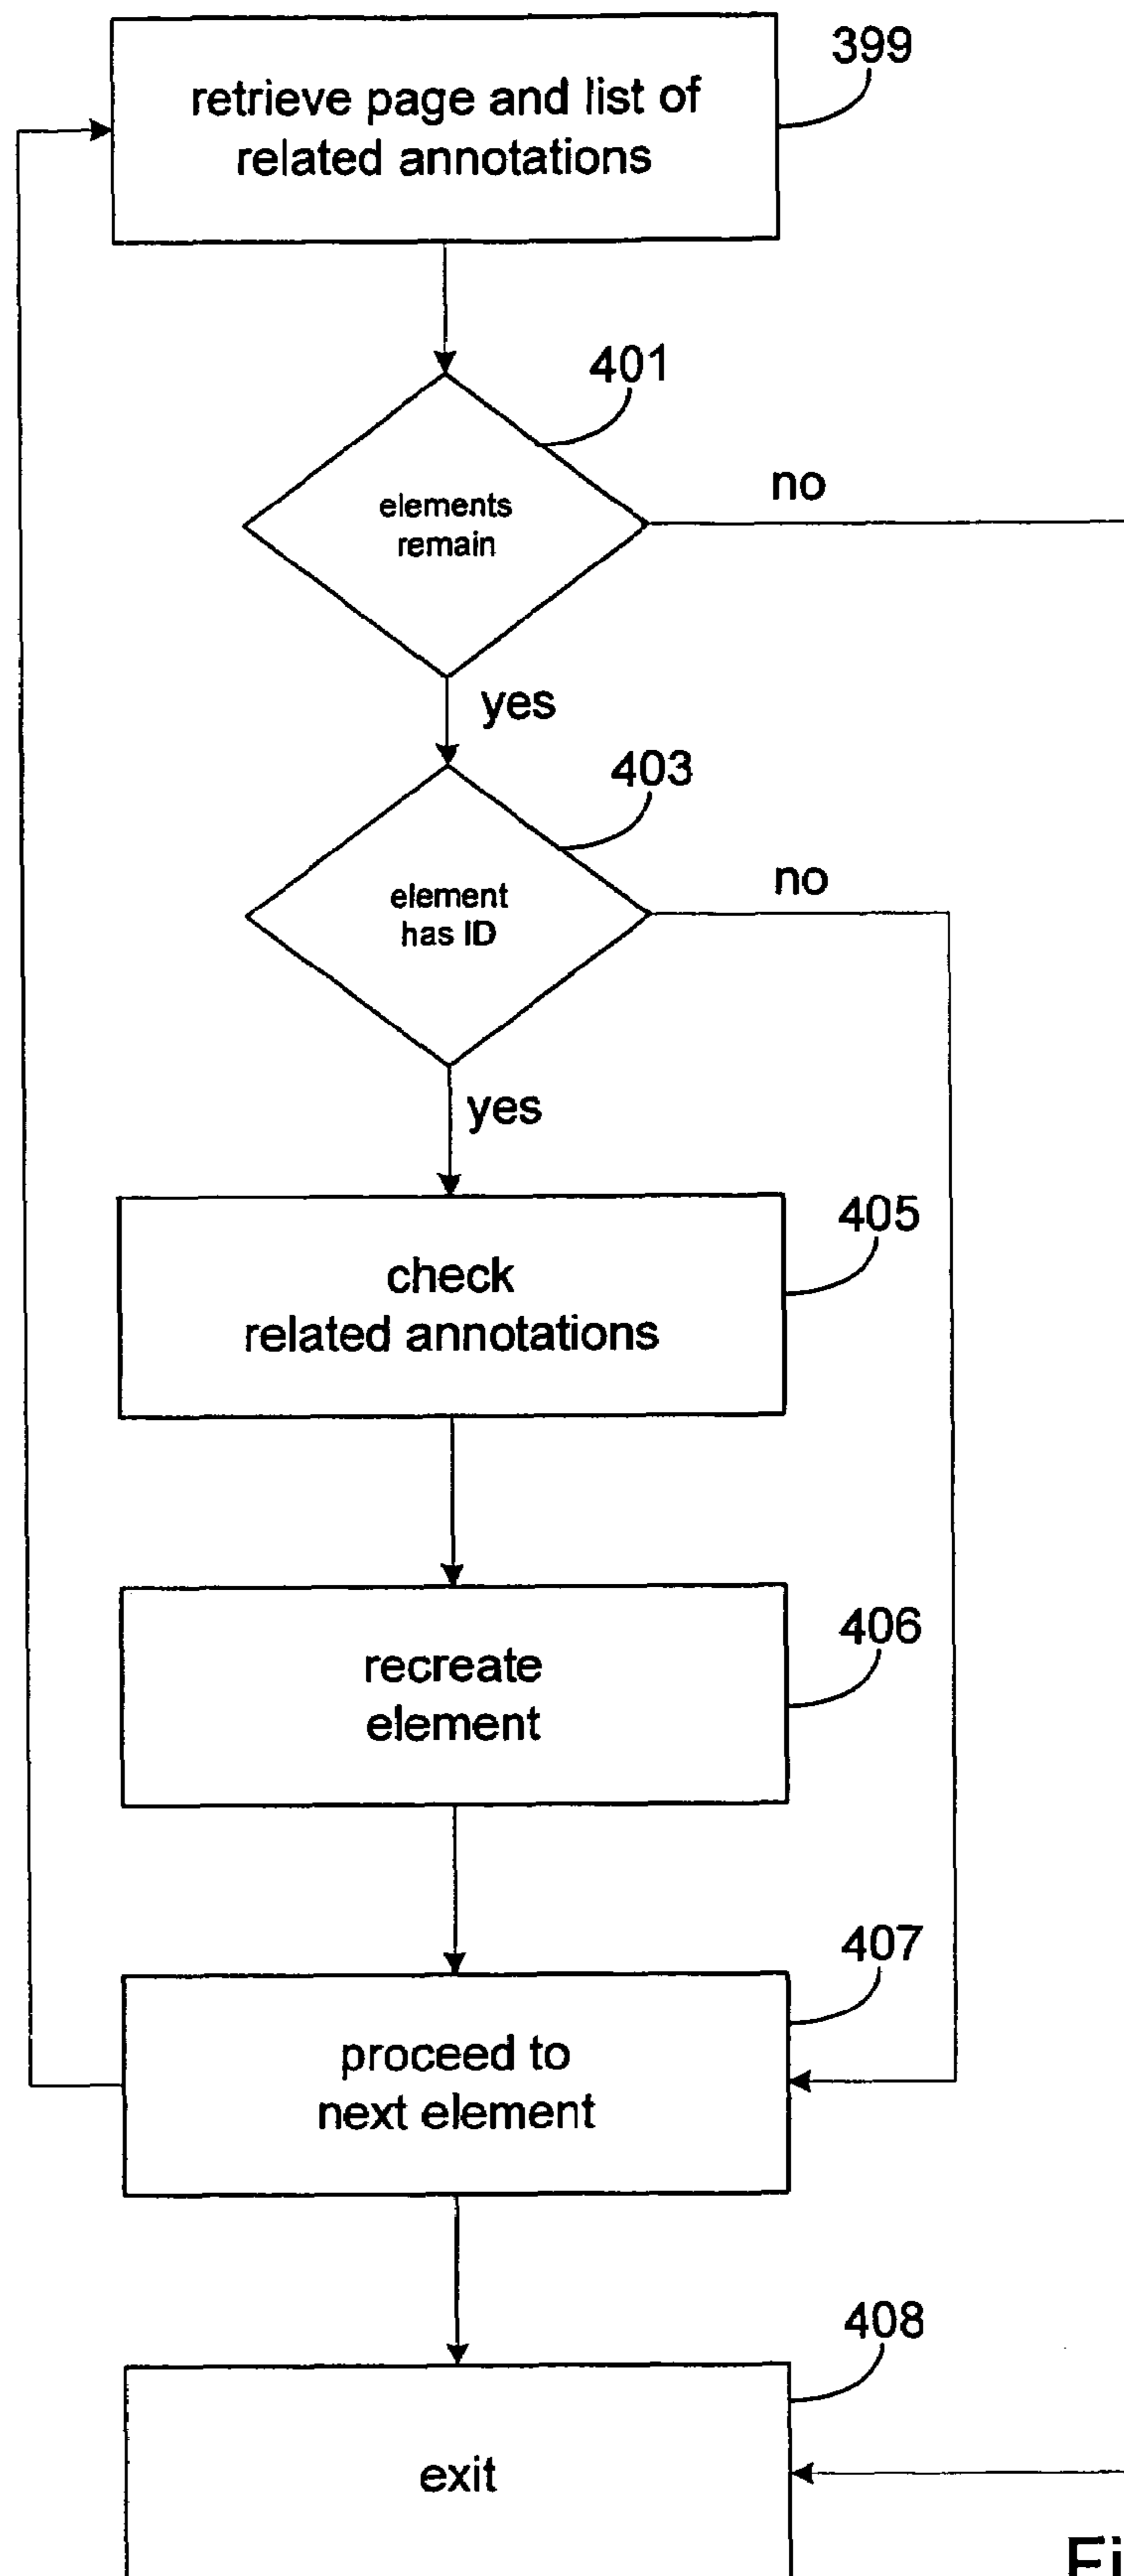 399
retrieve page and list of
related annotations
401
elements
remain
no
yes
403
element
has ID
no
yes
405
check
related annotations
406
recreate
element
407
proceed to
next element
408
exit